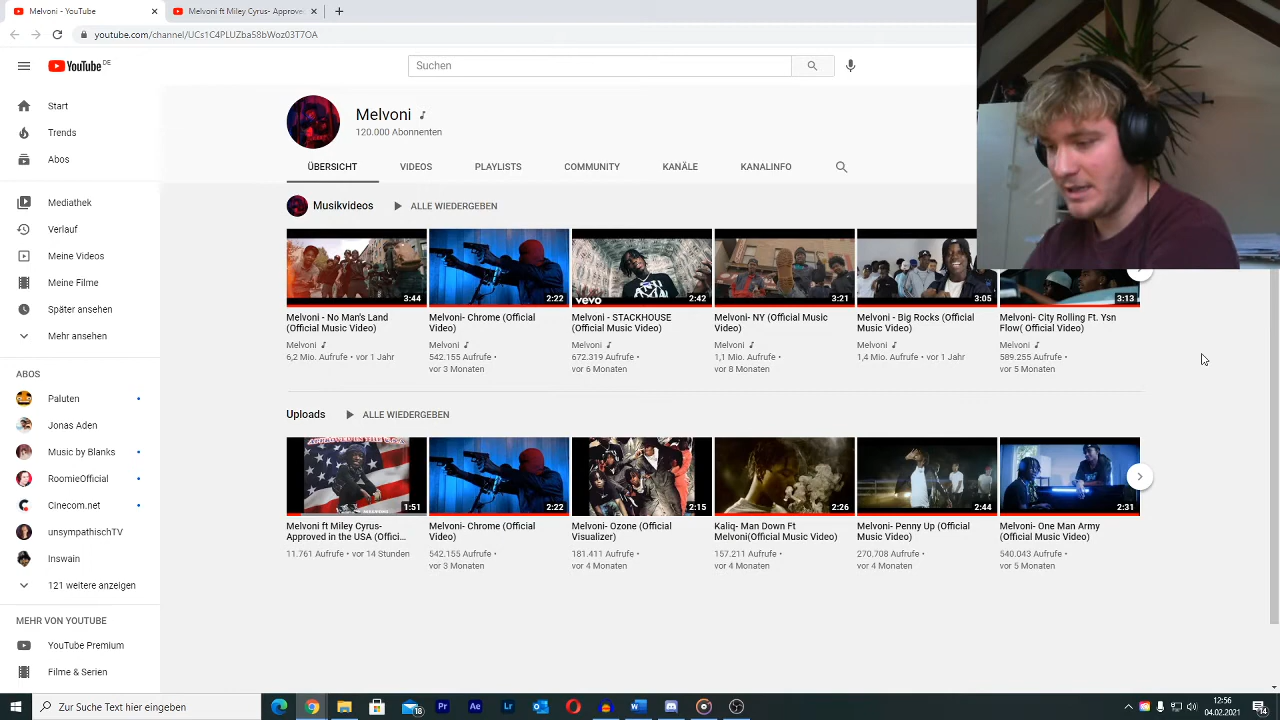 Melvoni - YouTube
Melvoni ft Miley Cyrus- Approve
youtube.com/channel/UCs1C4PLUZba58bWoz03T7OA
YouTube DE
Suchen
Start
Trends
Abos
Mediathek
Verlauf
Meine Videos
Meine Filme
Später ansehen
Mehr ansehen
ABOS
Paluten
Jonas Aden
Music by Blanks
RoomieOfficial
Cinecom.net
unsympathischTV
Inswain
121 weitere anzeigen
MEHR VON YOUTUBE
YouTube Premium
Filme & Serien
Melvoni
120.000 Abonnenten
ÜBERSICHT VIDEOS PLAYLISTS COMMUNITY KANÄLE KANALINFO
Musikvideos ALLE WIEDERGEBEN
3:44
Melvoni - No Man's Land
(Official Music Video)
Melvoni
6,2 Mio. Aufrufe • vor 1 Jahr
2:22
Melvoni- Chrome (Official
Video)
Melvoni
542.155 Aufrufe •
vor 3 Monaten
vevo
2:42
Melvoni - STACKHOUSE
(Official Music Video)
Melvoni
672.319 Aufrufe •
vor 6 Monaten
3:21
Melvoni- NY (Official Music
Video)
Melvoni
1,1 Mio. Aufrufe •
vor 8 Monaten
3:05
Melvoni - Big Rocks (Official
Music Video)
Melvoni
1,4 Mio. Aufrufe • vor 1 Jahr
3:13
Melvoni- City Rolling Ft. Ysn
Flow( Official Video)
Melvoni
589.255 Aufrufe •
vor 5 Monaten
Uploads ALLE WIEDERGEBEN
APPROVED IN THE U.S.A
1:51
Melvoni ft Miley Cyrus-
Approved in the USA (Offici...
11.761 Aufrufe • vor 14 Stunden
2:22
Melvoni- Chrome (Official
Video)
542.155 Aufrufe •
vor 3 Monaten
2:15
Melvoni- Ozone (Official
Visualizer)
181.411 Aufrufe •
vor 4 Monaten
2:26
Kaliq- Man Down Ft
Melvoni(Official Music Video)
157.211 Aufrufe •
vor 4 Monaten
2:44
Melvoni- Penny Up (Official
Music Video)
270.708 Aufrufe •
vor 4 Monaten
2:31
Melvoni- One Man Army
(Official Music Video)
540.043 Aufrufe •
vor 5 Monaten
Zur Suche Text hier eingeben
18
Pr
Ae
Lr
12:56
04.02.2021